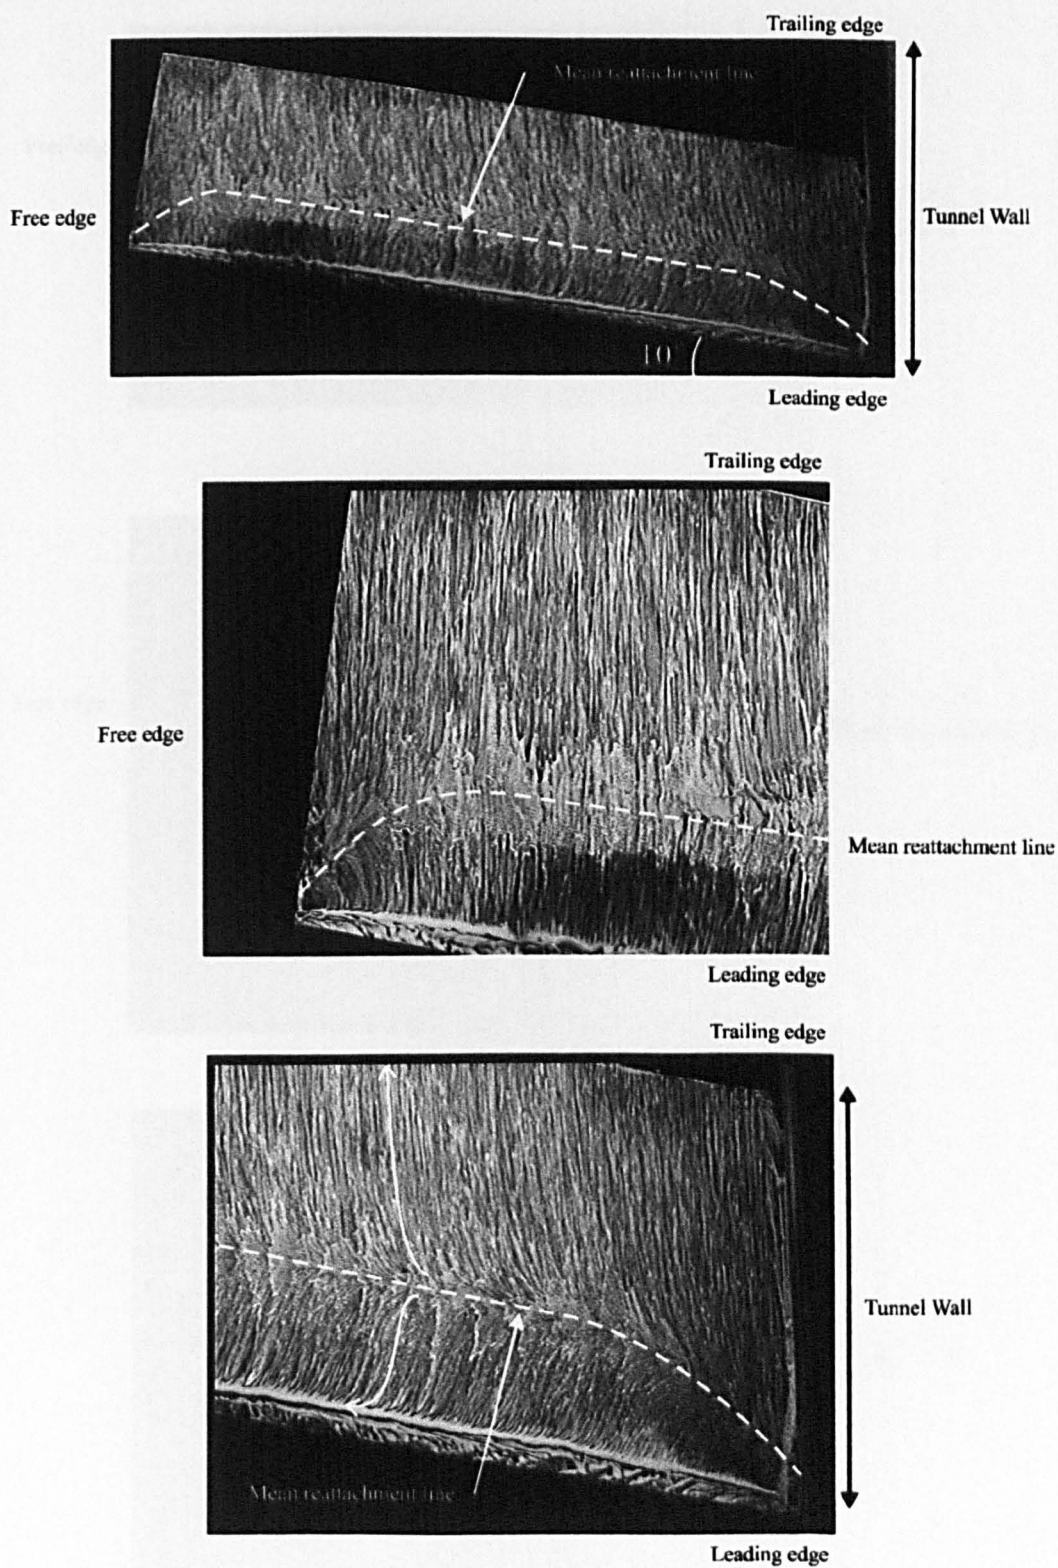 Trailing edge
Mean reattachment line
Free edge
Tunnel Wall
10
Leading edge
Trailing edge
Free edge
Mean reattachment line
Leading edge
Trailing edge
Tunnel Wall
Mean reattachment line
Leading edge